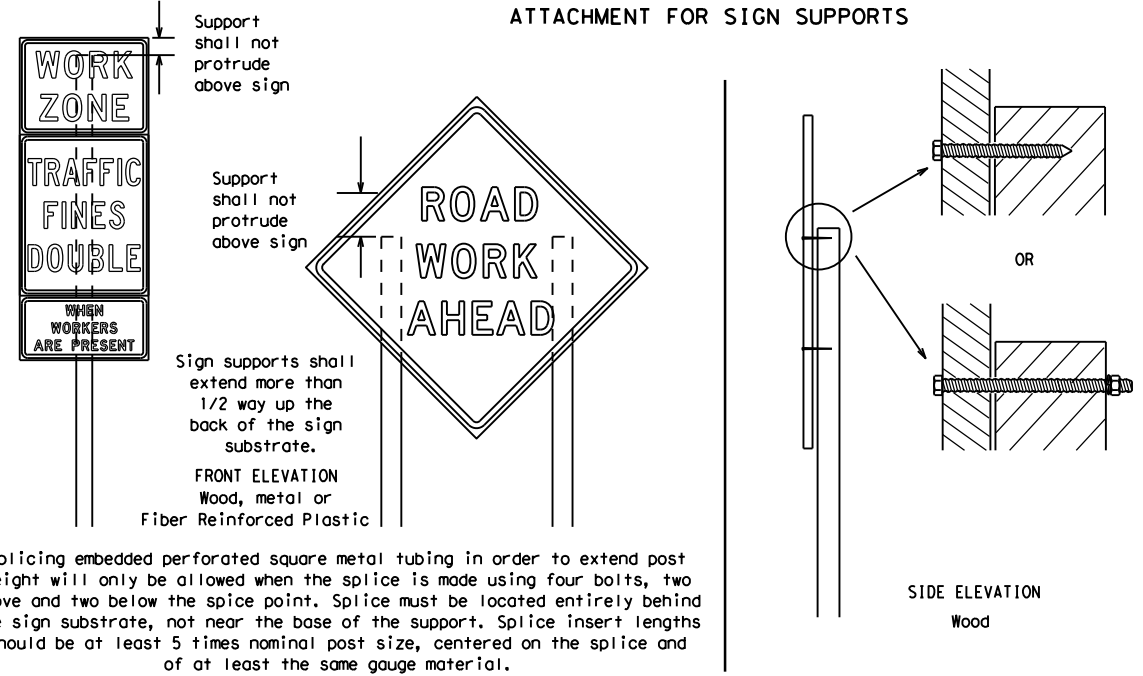 ATTACHMENT FOR SIGN SUPPORTS
Support
shall not
protrude
above sign
WORK
ZONE
TRAFFIC
FINES
DOUBLE
WHEN
WORKERS
ARE PRESENT
Support
shall not
protrude
above sign
ROAD
WORK
AHEAD
Sign supports shall
extend more than
1/2 way up the
back of the sign
substrate.
FRONT ELEVATION
Wood, metal or
Fiber Reinforced Plastic
OR
SIDE ELEVATION
Wood
embedded perforated square metal tubing in order to extend post
will only be allowed when the splice is made using four bolts, two
and two below the spice point. Splice must be located entirely behind
sign substrate, not near the base of the support. Splice insert lengths
be at least 5 times nominal post size, centered on the splice and
of at least the same gauge material.